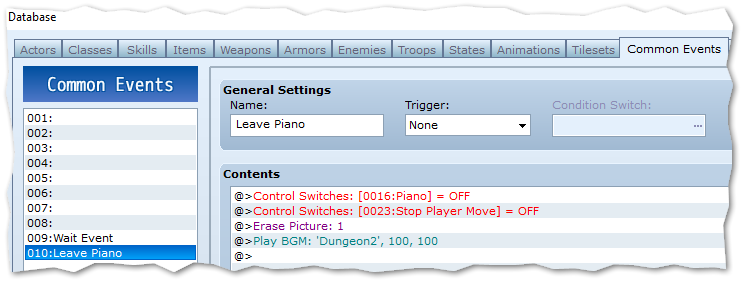 Database
Actors Classes Skills Items Weapons Armors Enemies Troops States Animations Tilesets Common Events
Common Events
001:
002:
003:
004:
005:
006:
007:
008:
009:Wait Event
010:Leave Piano
General Settings
Name: Trigger: Condition Switch:
Leave Piano None ...
Contents
@>Control Switches: [0016:Piano] = OFF
@>Control Switches: [0023:Stop Player Move] = OFF
@>Erase Picture: 1
@>Play BGM: 'Dungeon2', 100, 100
@>